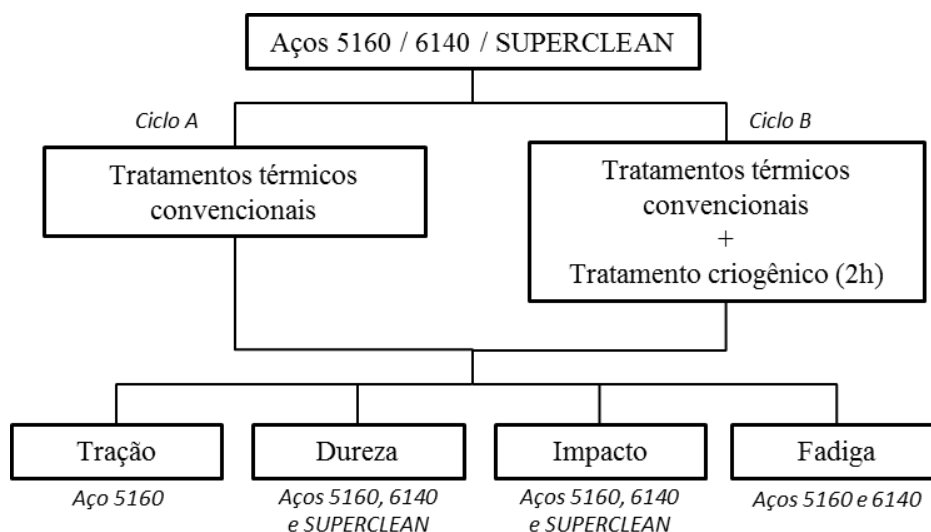 Aços 5160 / 6140 / SUPERCLEAN
Ciclo A
Ciclo B
Tratamentos térmicos
convencionais
Tratamentos térmicos
convencionais
+
Tratamento criogênico (2h)
Tração
Dureza
Impacto
Fadiga
Aço 5160
Aços 5160, 6140
e SUPERCLEAN
Aços 5160, 6140
e SUPERCLEAN
Aços 5160 e 6140